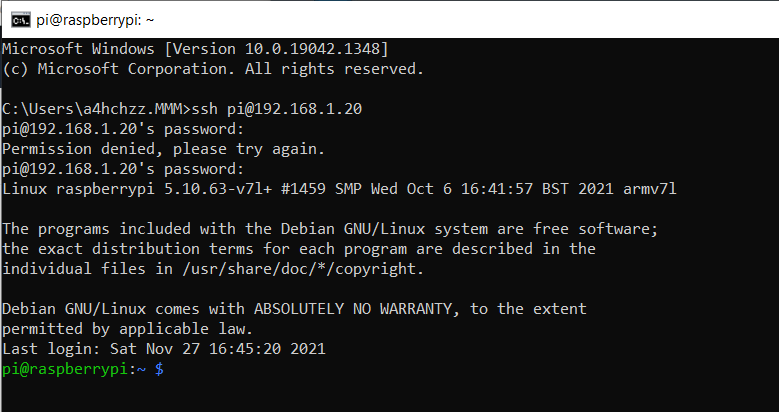 pi@raspberrypi: ~
Microsoft Windows [Version 10.0.19042.1348]
(c) Microsoft Corporation. All rights reserved.
C:\Users\a4hchzz.MMM>ssh pi@192.168.1.20
pi@192.168.1.20's password:
Permission denied, please try again.
pi@192.168.1.20's password:
Linux raspberrypi 5.10.63-v7l+ #1459 SMP Wed Oct 6 16:41:57 BST 2021 armv7l
The programs included with the Debian GNU/Linux system are free software;
the exact distribution terms for each program are described in the
individual files in /usr/share/doc/*/copyright.
Debian GNU/Linux comes with ABSOLUTELY NO WARRANTY, to the extent
permitted by applicable law.
Last login: Sat Nov 27 16:45:20 2021
pi@raspberrypi:~ $